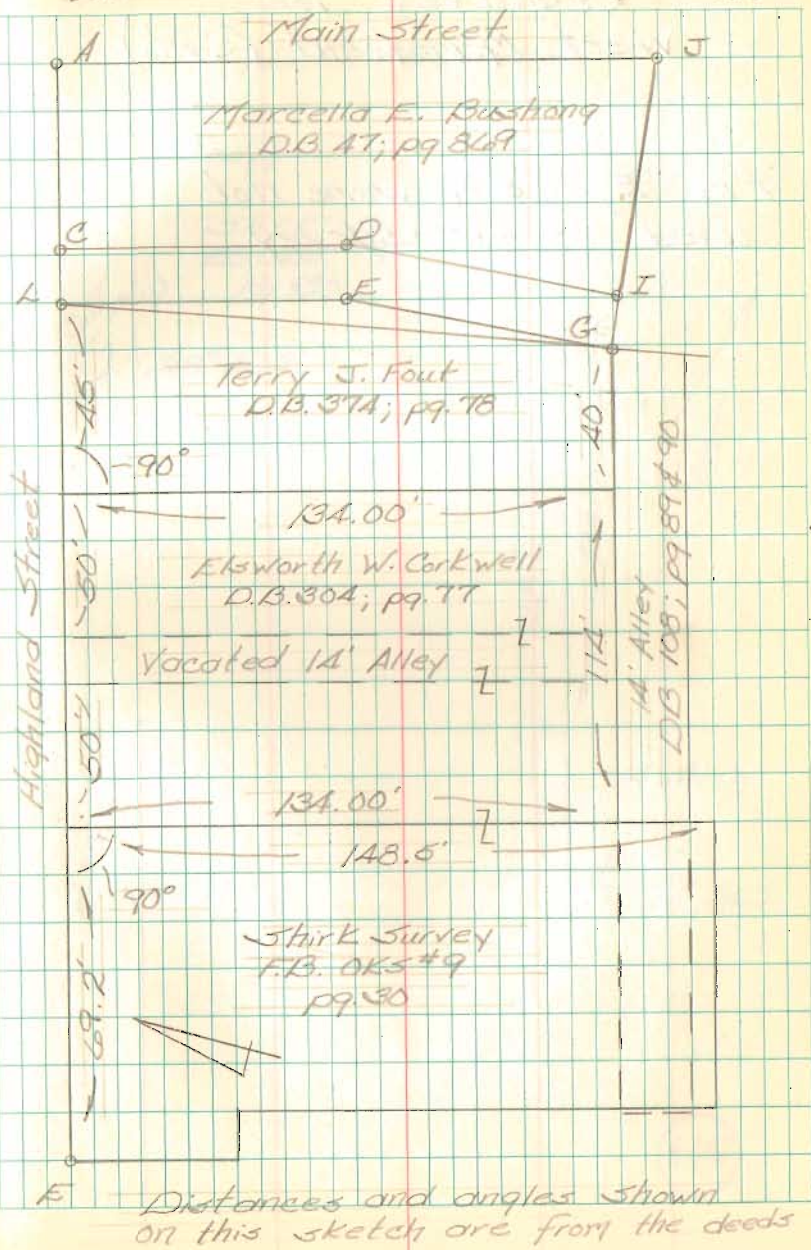 Main Street
A
J
Marcella E. Bushong
D.B. 47; pg 869
C
D
L
E
I
G
Terry J. Fout
D.B. 374; pg. 78
45'
40'
90°
134.00'
Highland Street
50'
Elsworth W. Corkwell
D.B. 304; pg. 77
Vacated 14' Alley
114'
14' Alley
DB 108; pg 89 & 90
50'
134.00'
148.5'
90°
Shirk Survey
F.B. OKS #9
pg. 30
69.2'
E
Distances and angles shown
on this sketch are from the deeds